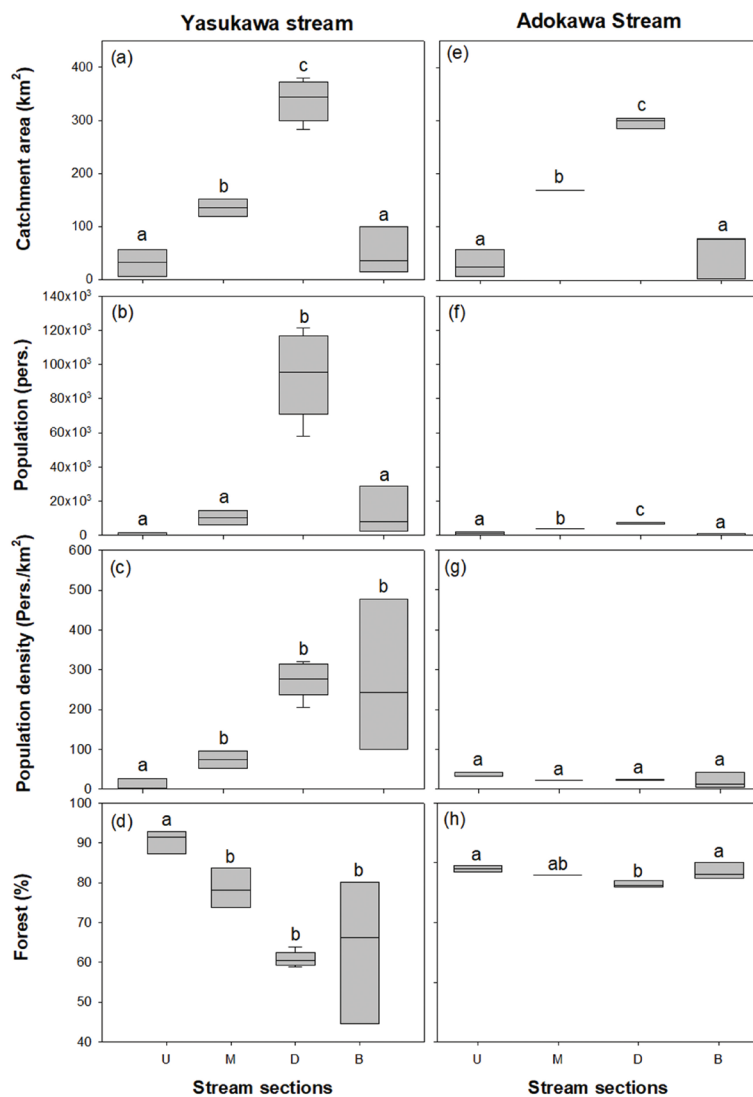 Yasukawa stream
Adokawa Stream
Catchment area (km²)
(a)
400
300
200
100
0
a
b
c
a
(e)
a
b
c
a
Population (pers.)
(b)
140x10³
120x10³
100x10³
80x10³
60x10³
40x10³
20x10³
0
a
a
b
a
(f)
a
b
c
a
Population density (Pers./km²)
(c)
600
500
400
300
200
100
0
a
b
b
b
(g)
a
a
a
a
Forest (%)
(d)
100
90
80
70
60
50
40
a
b
b
b
(h)
a
ab
b
a
U M D B
U M D B
Stream sections
Stream sections